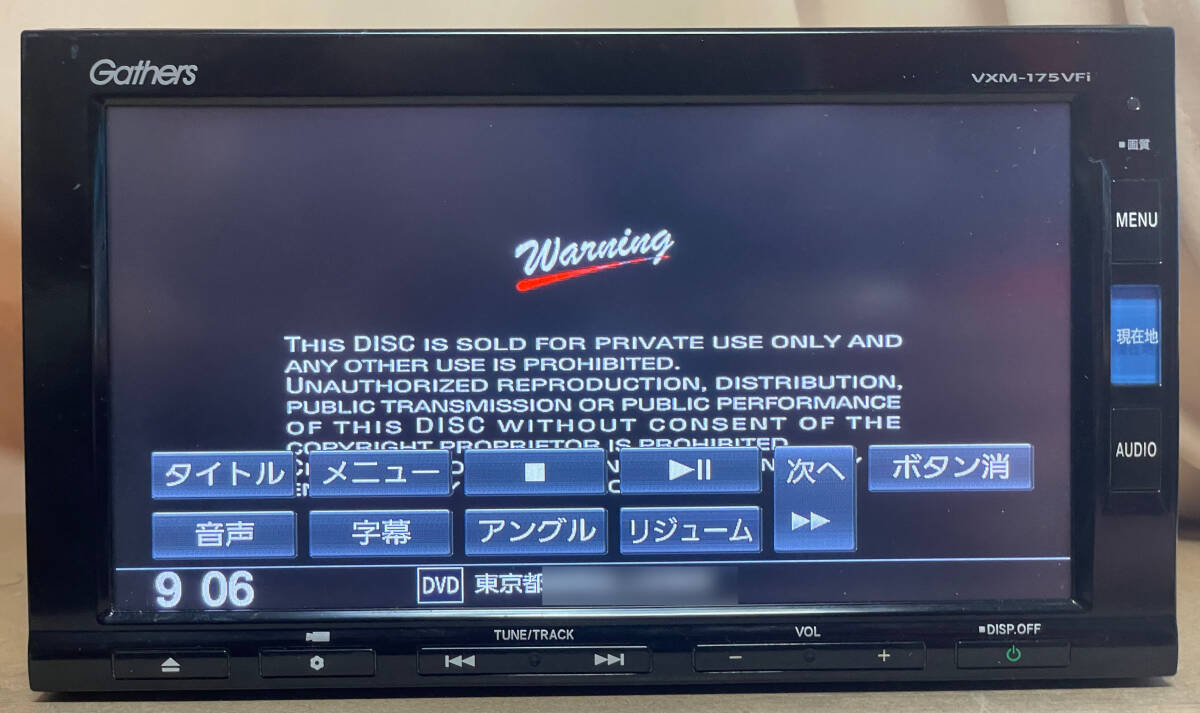 Gathers
VXM-175VFi
■画質
MENU
現在地
AUDIO
Warning
THIS DISC IS SOLD FOR PRIVATE USE ONLY AND
ANY OTHER USE IS PROHIBITED.
UNAUTHORIZED REPRODUCTION, DISTRIBUTION,
PUBLIC TRANSMISSION OR PUBLIC PERFORMANCE
OF THIS DISC WITHOUT CONSENT OF THE
COPYRIGHT PROPRIETOR IS PROHIBITED.
タイトル メニュー ■ ▶II 次へ ▶▶ ボタン消
音声 字幕 アングル リジューム
9 06 DVD 東京都
TUNE/TRACK VOL ■DISP.OFF
− +